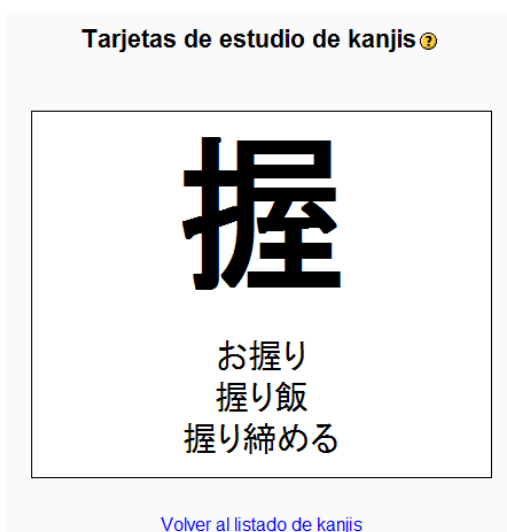 Tarjetas de estudio de kanjis
握
お握り
握り飯
握り締める
Volver al listado de kanjis